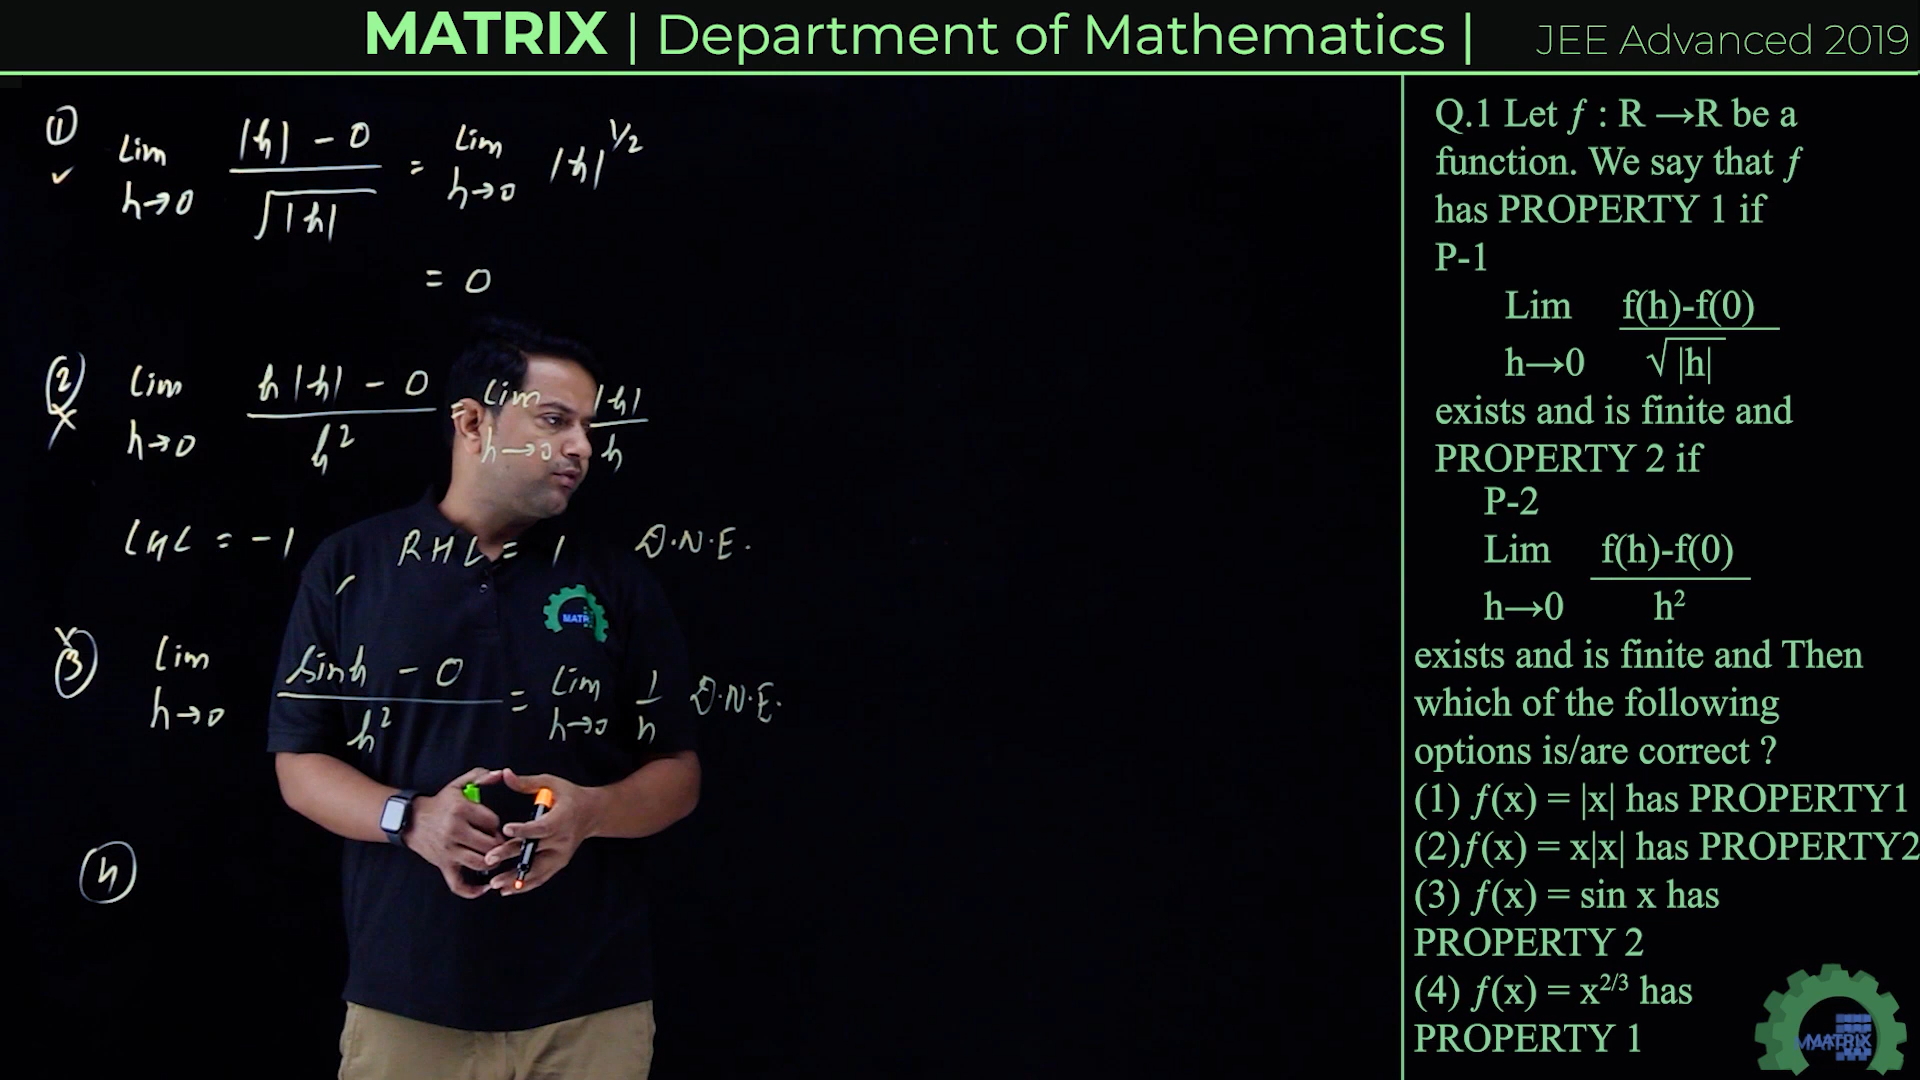 MATRIX | Department of Mathematics | JEE Advanced 2019
① Lim h→0 |h| - 0 / √|h| = Lim h→0 |h|^1/2
= 0
② Lim h→0 h|h| - 0 / h² = Lim h→0 |h| / h
LHL = -1 RHL = 1 D.N.E.
③ Lim h→0 Sinh - 0 / h² = Lim h→0 1 / h D.N.E.
④
MATRIX
Q.1 Let f : R →R be a
function. We say that f
has PROPERTY 1 if
P-1
Lim f(h)-f(0)
h→0 √|h|
exists and is finite and
PROPERTY 2 if
P-2
Lim f(h)-f(0)
h→0 h²
exists and is finite and Then
which of the following
options is/are correct ?
(1) f(x) = |x| has PROPERTY1
(2)f(x) = x|x| has PROPERTY2
(3) f(x) = sin x has
PROPERTY 2
(4) f(x) = x^2/3 has
PROPERTY 1
MATRIX